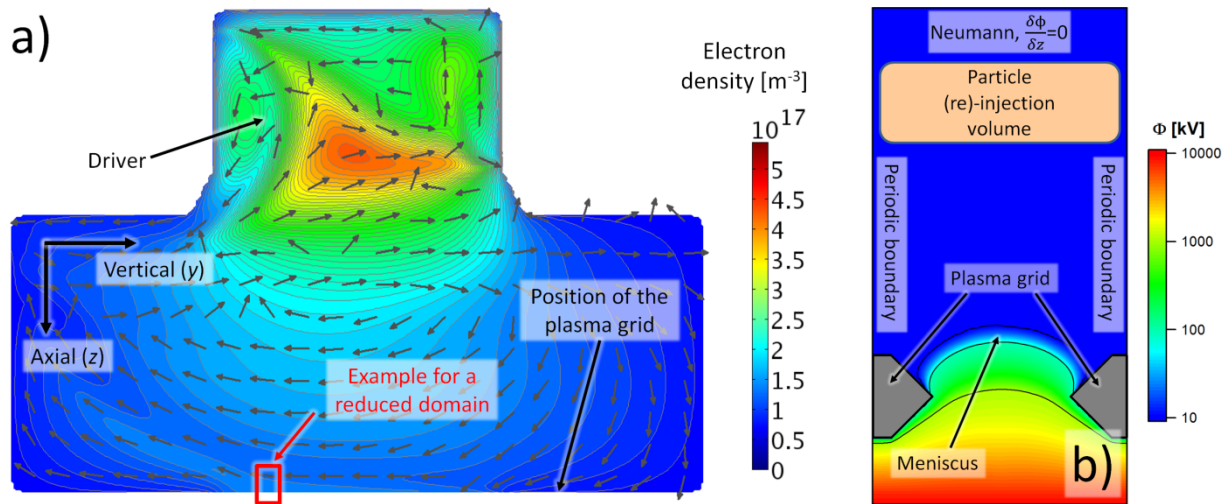 a)
Electron
density [m⁻³]
10¹⁷
5
4.5
4
3.5
3
2.5
2
1.5
1
0.5
0
Driver
Vertical (y)
Axial (z)
Position of the
plasma grid
Example for a
reduced domain
Neumann, δϕ/δz=0
Particle
(re)-injection
volume
Periodic boundary
Periodic boundary
Plasma grid
Meniscus
b)
Φ [kV]
10000
1000
100
10